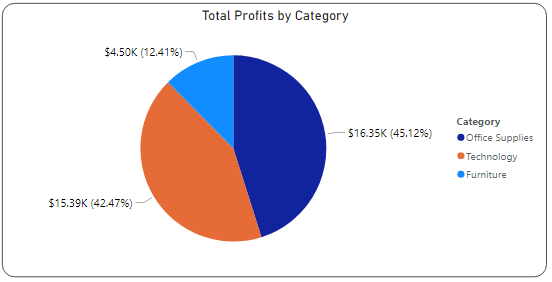 Total Profits by Category
$4.50K (12.41%)
$16.35K (45.12%)
$15.39K (42.47%)
Category
Office Supplies
Technology
Furniture